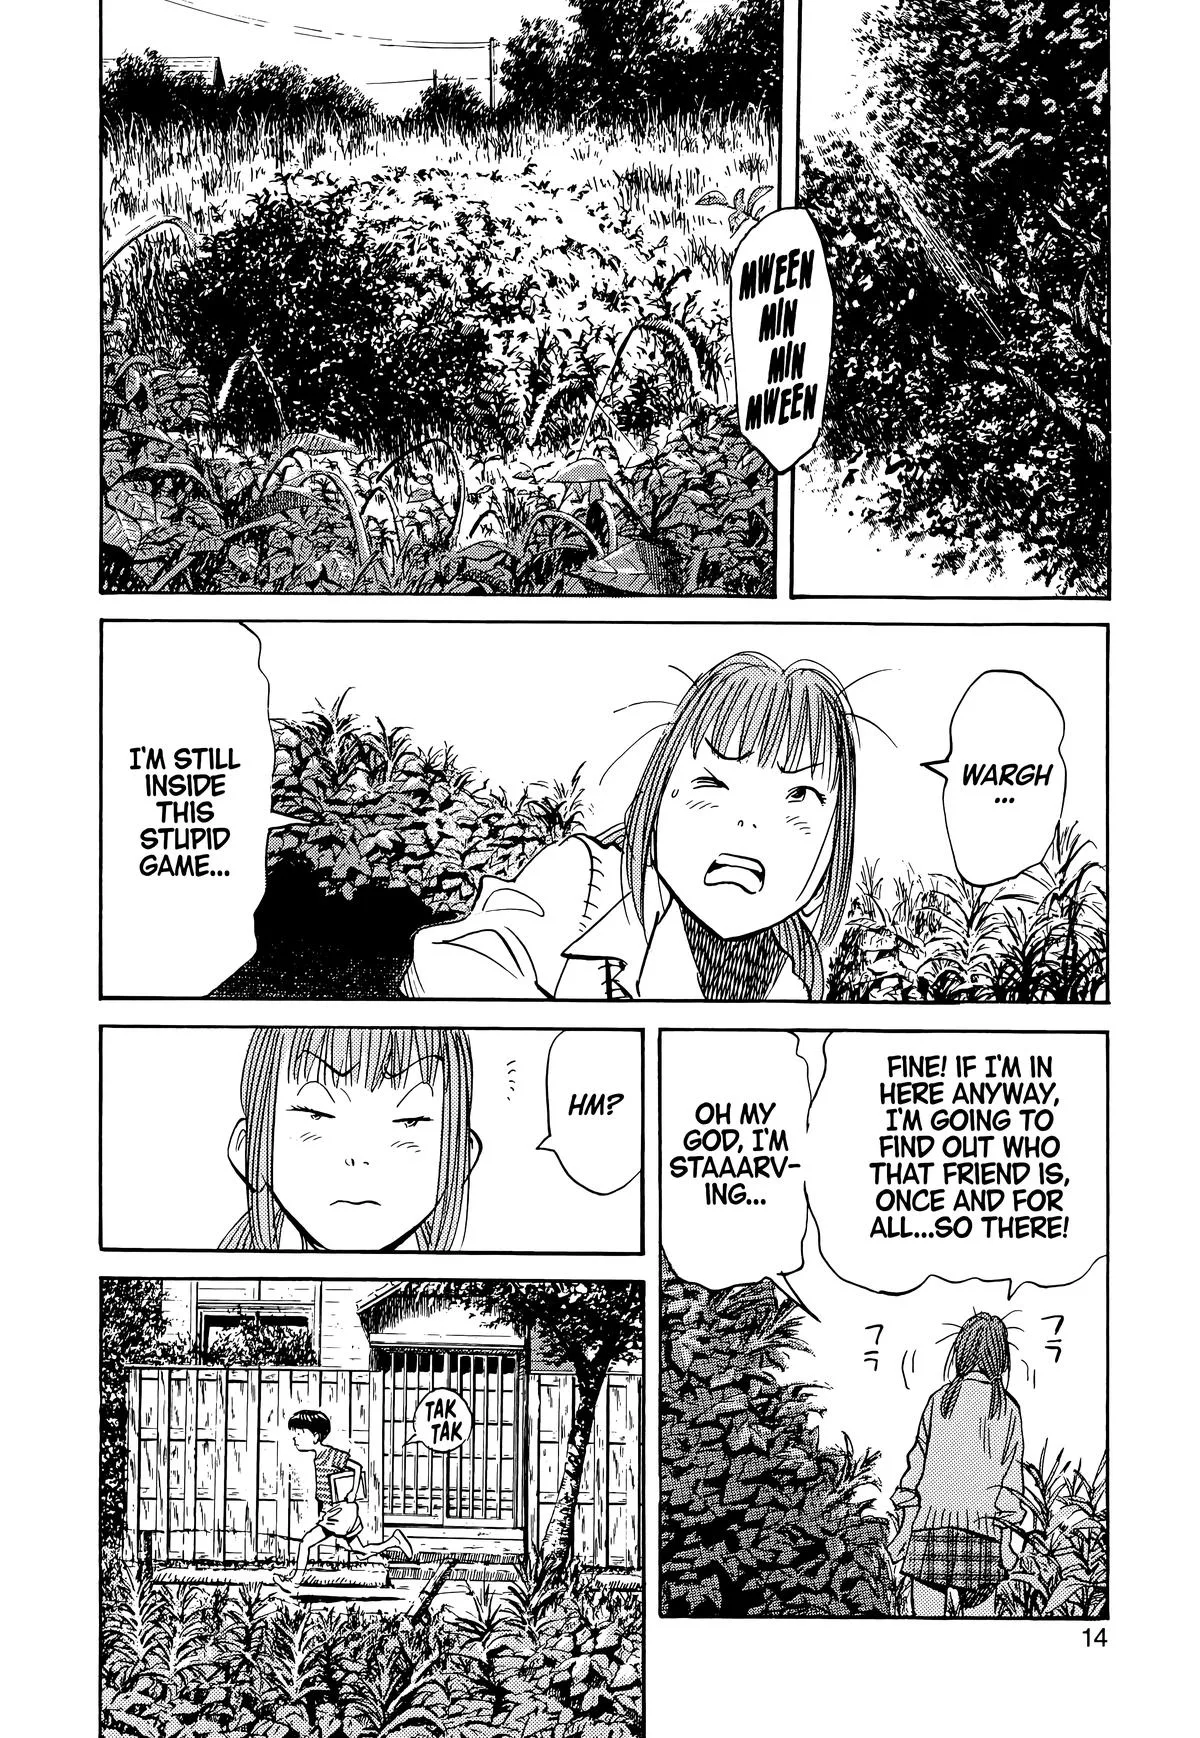 MWEEN
MIN
MIN
MWEEN
WARGH
...
I'M STILL
INSIDE
THIS
STUPID
GAME...
FINE! IF I'M IN
HERE ANYWAY,
I'M GOING TO
FIND OUT WHO
THAT FRIEND IS,
ONCE AND FOR
ALL...SO THERE!
OH MY
GOD, I'M
STAAARV-
ING...
フラ
フラ
HM?
TAK
TAK
14